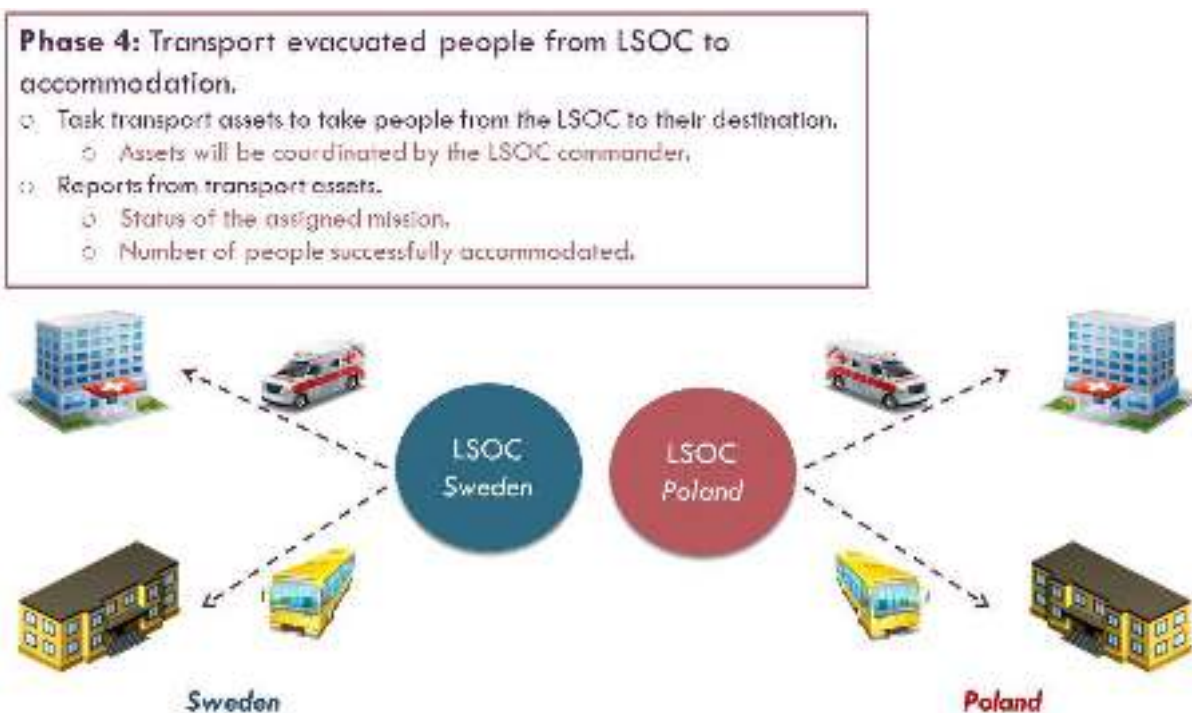 Phase 4: Transport evacuated people from LSOC to
accommodation.
Task transport assets to take people from the LSOC to their destination.
Assets will be coordinated by the LSOC commander.
Reports from transport assets.
Status of the assigned mission.
Number of people successfully accommodated.
LSOC
Sweden
LSOC
Poland
Sweden
Poland